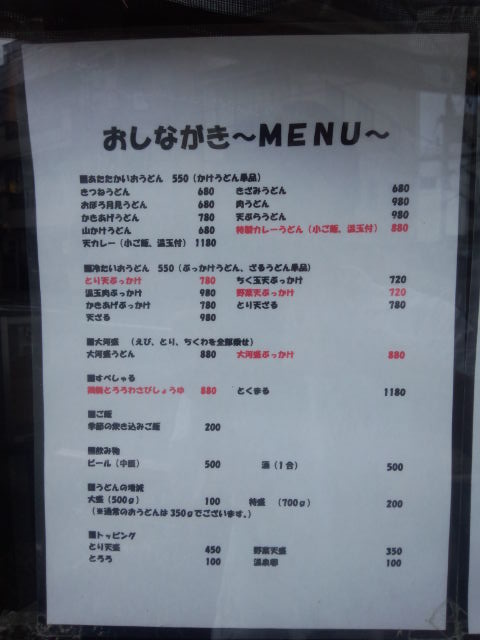 おしながき～MENU～
■あたたかいおうどん 550（かけうどん単品）
きつねうどん 680 きざみうどん 680
おぼろ月見うどん 680 肉うどん 980
かきあげうどん 780 天ぷらうどん 980
山かけうどん 680 特製カレーうどん（小ご飯、温玉付） 880
天カレー（小ご飯、温玉付） 1180
■冷たいおうどん 550（ぶっかけうどん、ざるうどん単品）
とり天ぶっかけ 780 ちく玉天ぶっかけ 720
温玉肉ぶっかけ 980 野菜天ぶっかけ 720
かきあげぶっかけ 780 とり天ざる 780
天ざる 980
■大河盛 （えび、とり、ちくわを全部乗せ）
大河盛うどん 880 大河盛ぶっかけ 880
■すぺしゃる
とろろわさびしょうゆ 880 とくまる 1180
■ご飯
季節の炊き込みご飯 200
■飲み物
ビール（中瓶） 500 酒（1合） 500
■うどんの増減
大盛（500g） 100 特盛 （700g） 200
（※通常のおうどんは350gでございます。）
■トッピング
とり天盛 450 野菜天盛 350
とろろ 100 温泉卵 100